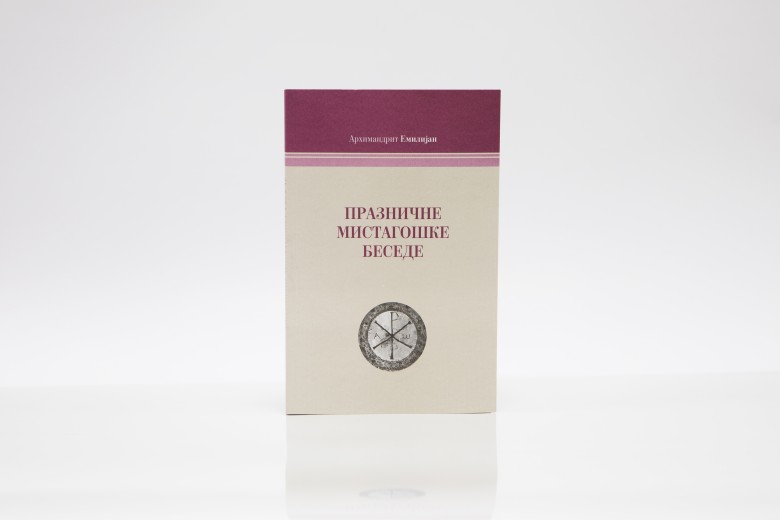 Архимандрит Емилијан
ПРАЗНИЧНЕ
МИСТАГОШКЕ
БЕСЕДЕ